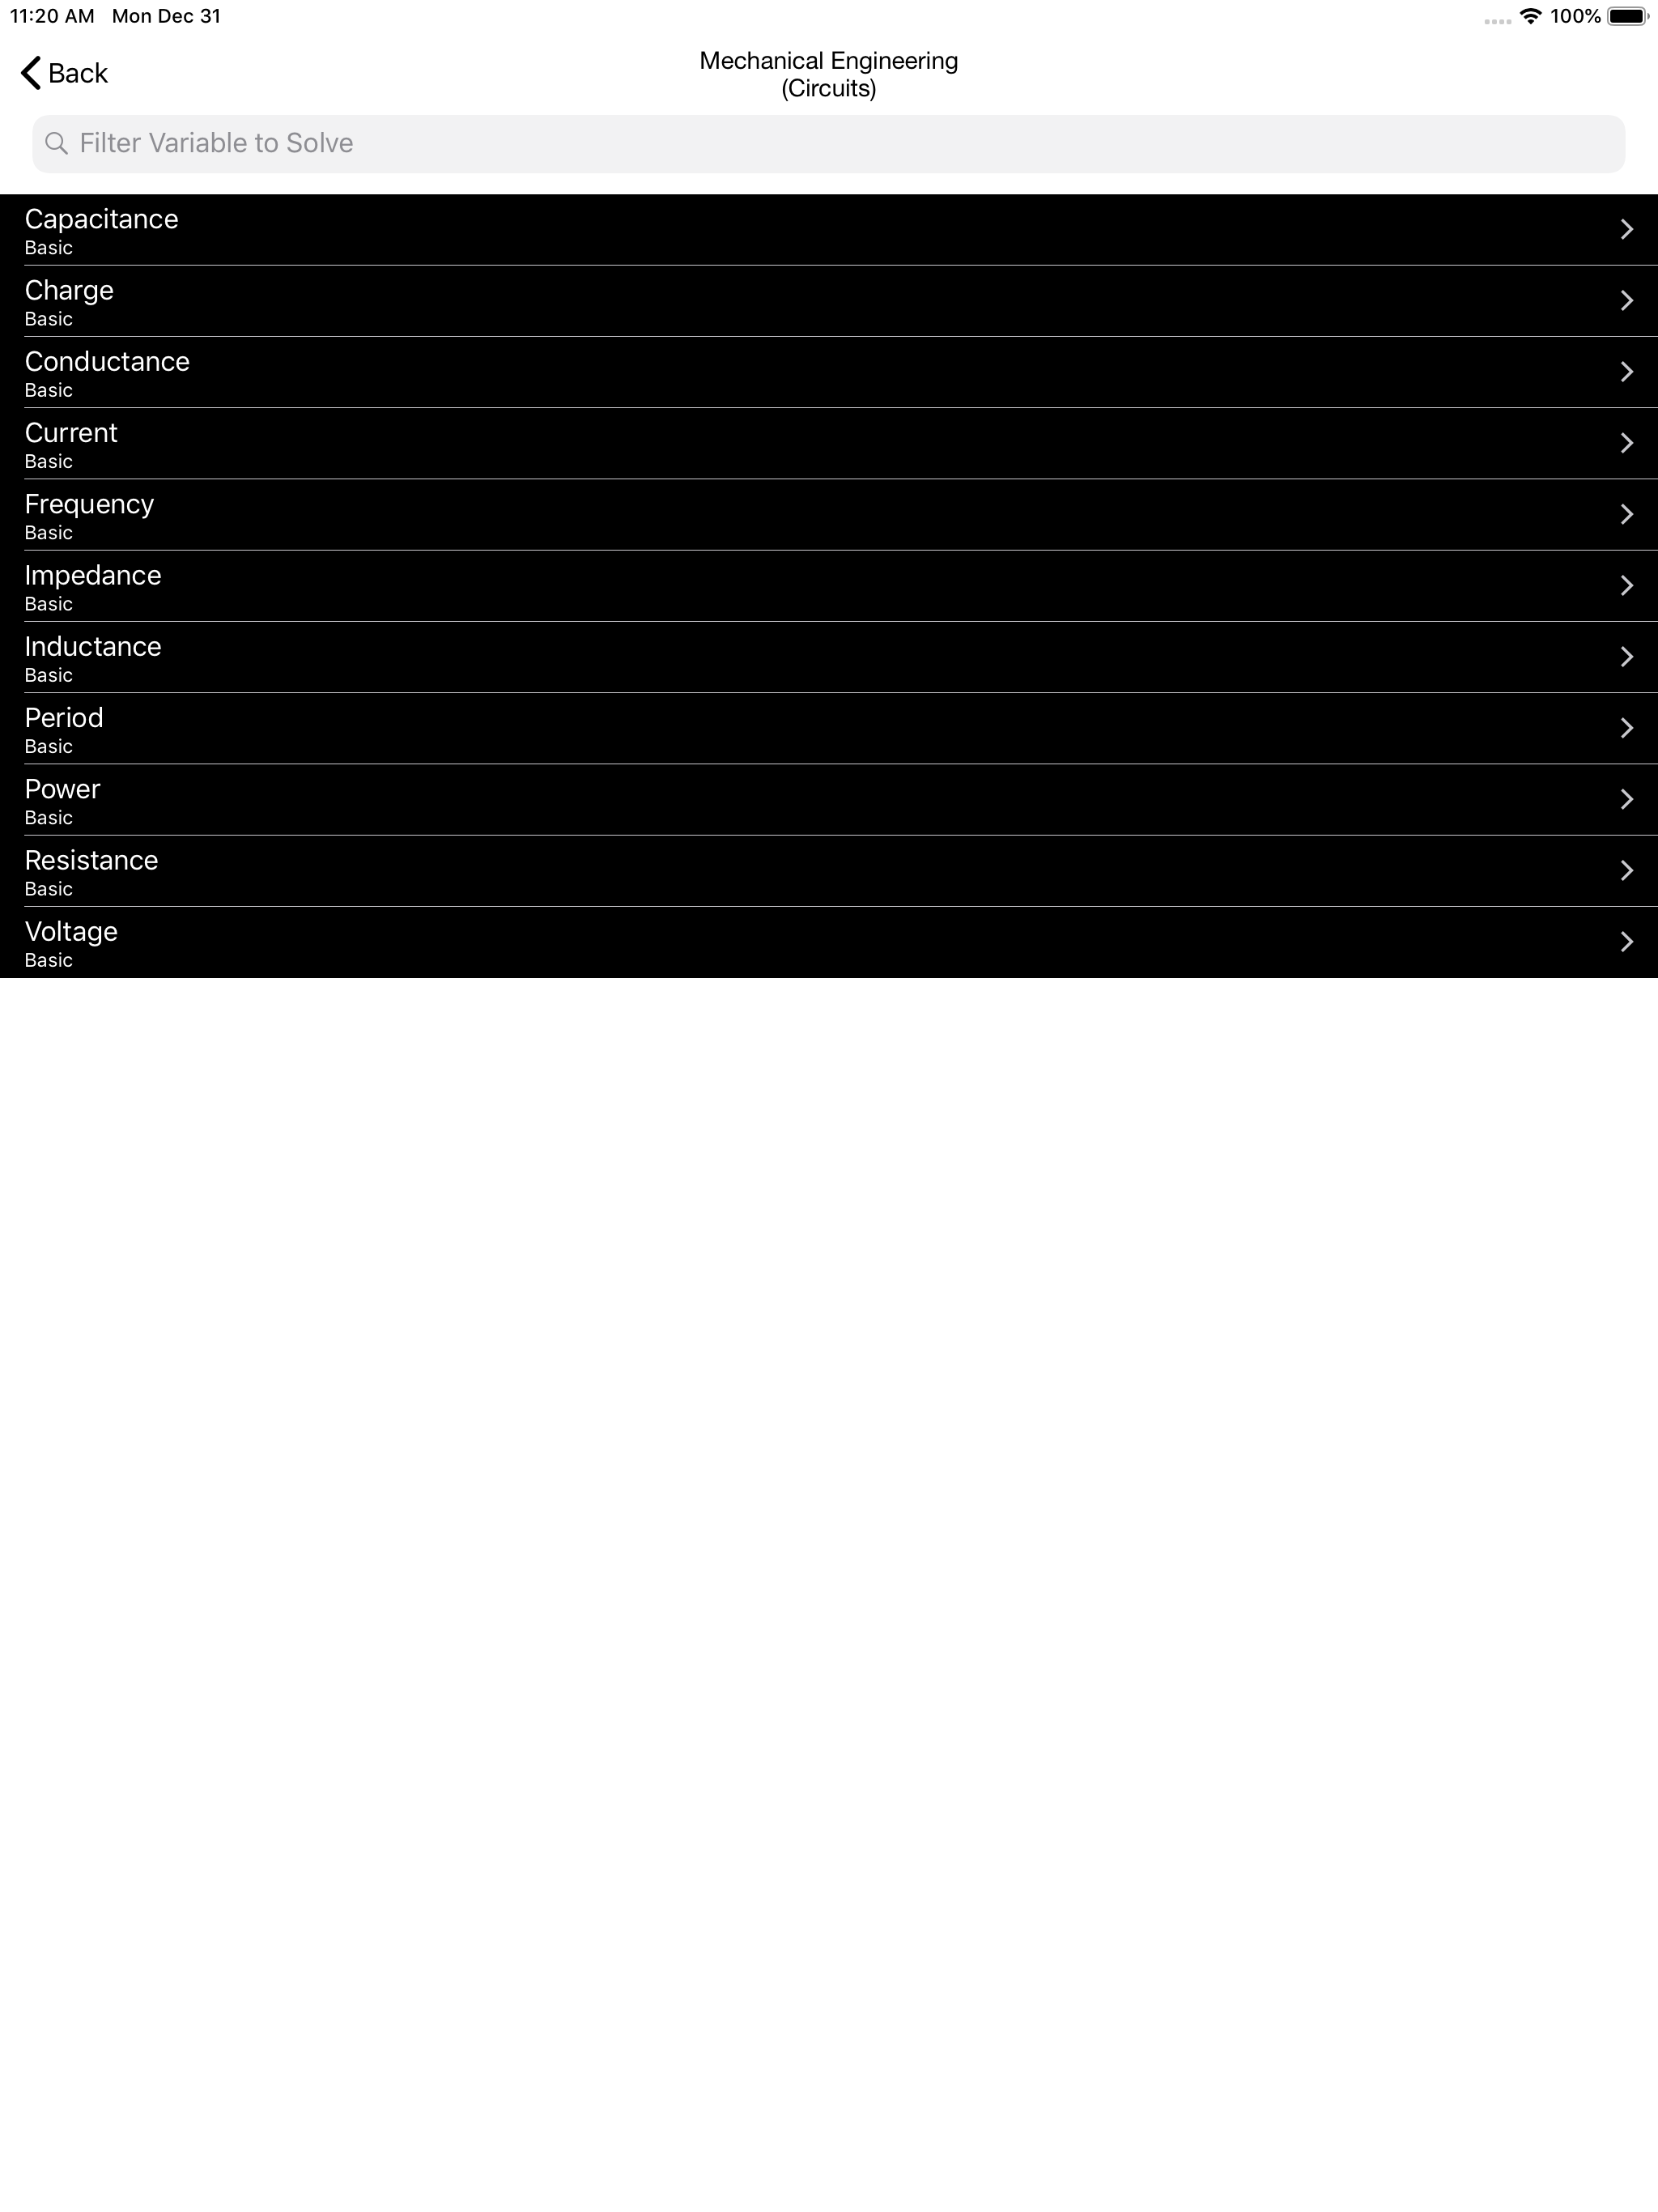 11:20 AM Mon Dec 31 100%
Back
Mechanical Engineering
(Circuits)
Filter Variable to Solve
Capacitance
Basic
Charge
Basic
Conductance
Basic
Current
Basic
Frequency
Basic
Impedance
Basic
Inductance
Basic
Period
Basic
Power
Basic
Resistance
Basic
Voltage
Basic